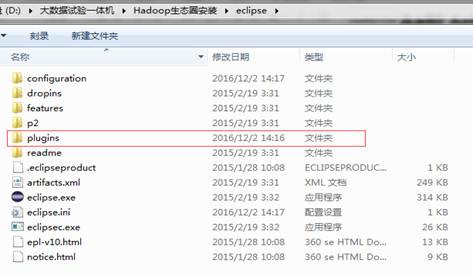 (D:) ▸ 大数据试验一体机 ▸ Hadoop生态圈安装 ▸ eclipse ▸
刻录 新建文件夹
名称 修改日期 类型 大小
configuration 2016/12/2 14:17 文件夹
dropins 2015/2/19 3:31 文件夹
features 2015/2/19 3:31 文件夹
p2 2015/2/19 3:31 文件夹
plugins 2016/12/2 14:16 文件夹
readme 2015/2/19 3:31 文件夹
.eclipseproduct 2015/1/28 10:08 ECLIPSEPRODUC... 1 KB
artifacts.xml 2015/2/19 3:31 XML 文档 249 KB
eclipse.exe 2015/2/19 3:32 应用程序 314 KB
eclipse.ini 2016/12/2 14:17 配置设置 1 KB
eclipsec.exe 2015/2/19 3:32 应用程序 26 KB
epl-v10.html 2015/1/28 10:08 360 se HTML Do... 13 KB
notice.html 2015/1/28 10:08 360 se HTML Do... 9 KB